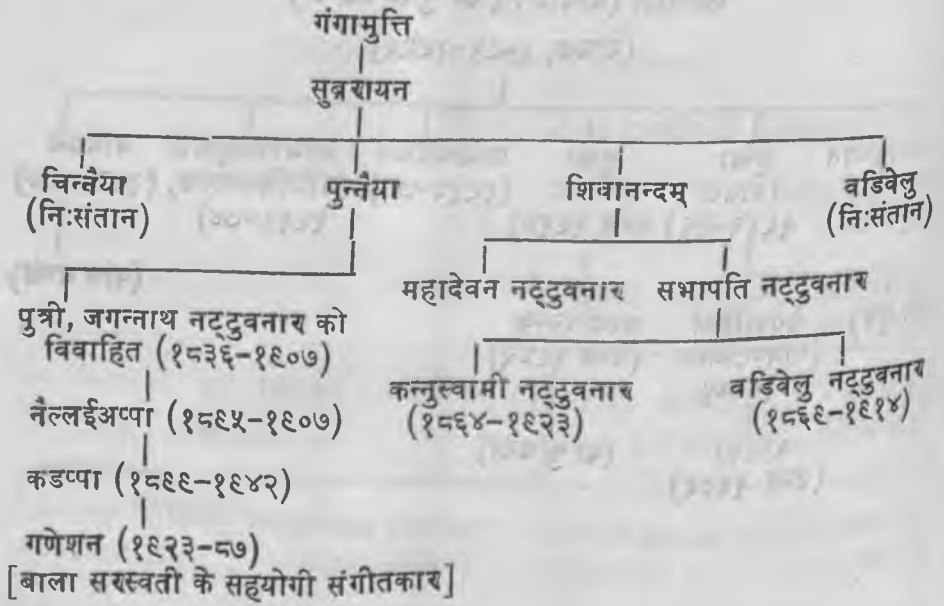 गंगामुत्ति
सुब्ररायन
चिन्नैया
(नि:संतान)
पुन्नैया
शिवानन्दम्
वडिवेलु
(नि:संतान)
महादेवन नट्टुवनार
सभापति नट्टुवनार
पुत्री, जगन्नाथ नट्टुवनार को
विवाहित (१८३६-१९०७)
कन्नुस्वामी नट्टुवनार
(१८६४-१९२३)
वडिवेलु नट्टुवनार
(१८६९-१९१४)
नैल्लईअप्पा (१८९५-१९०७)
कडप्पा (१८९९-१९४२)
गणेशन (१९२३-८७)
[बाला सरस्वती के सहयोगी संगीतकार]